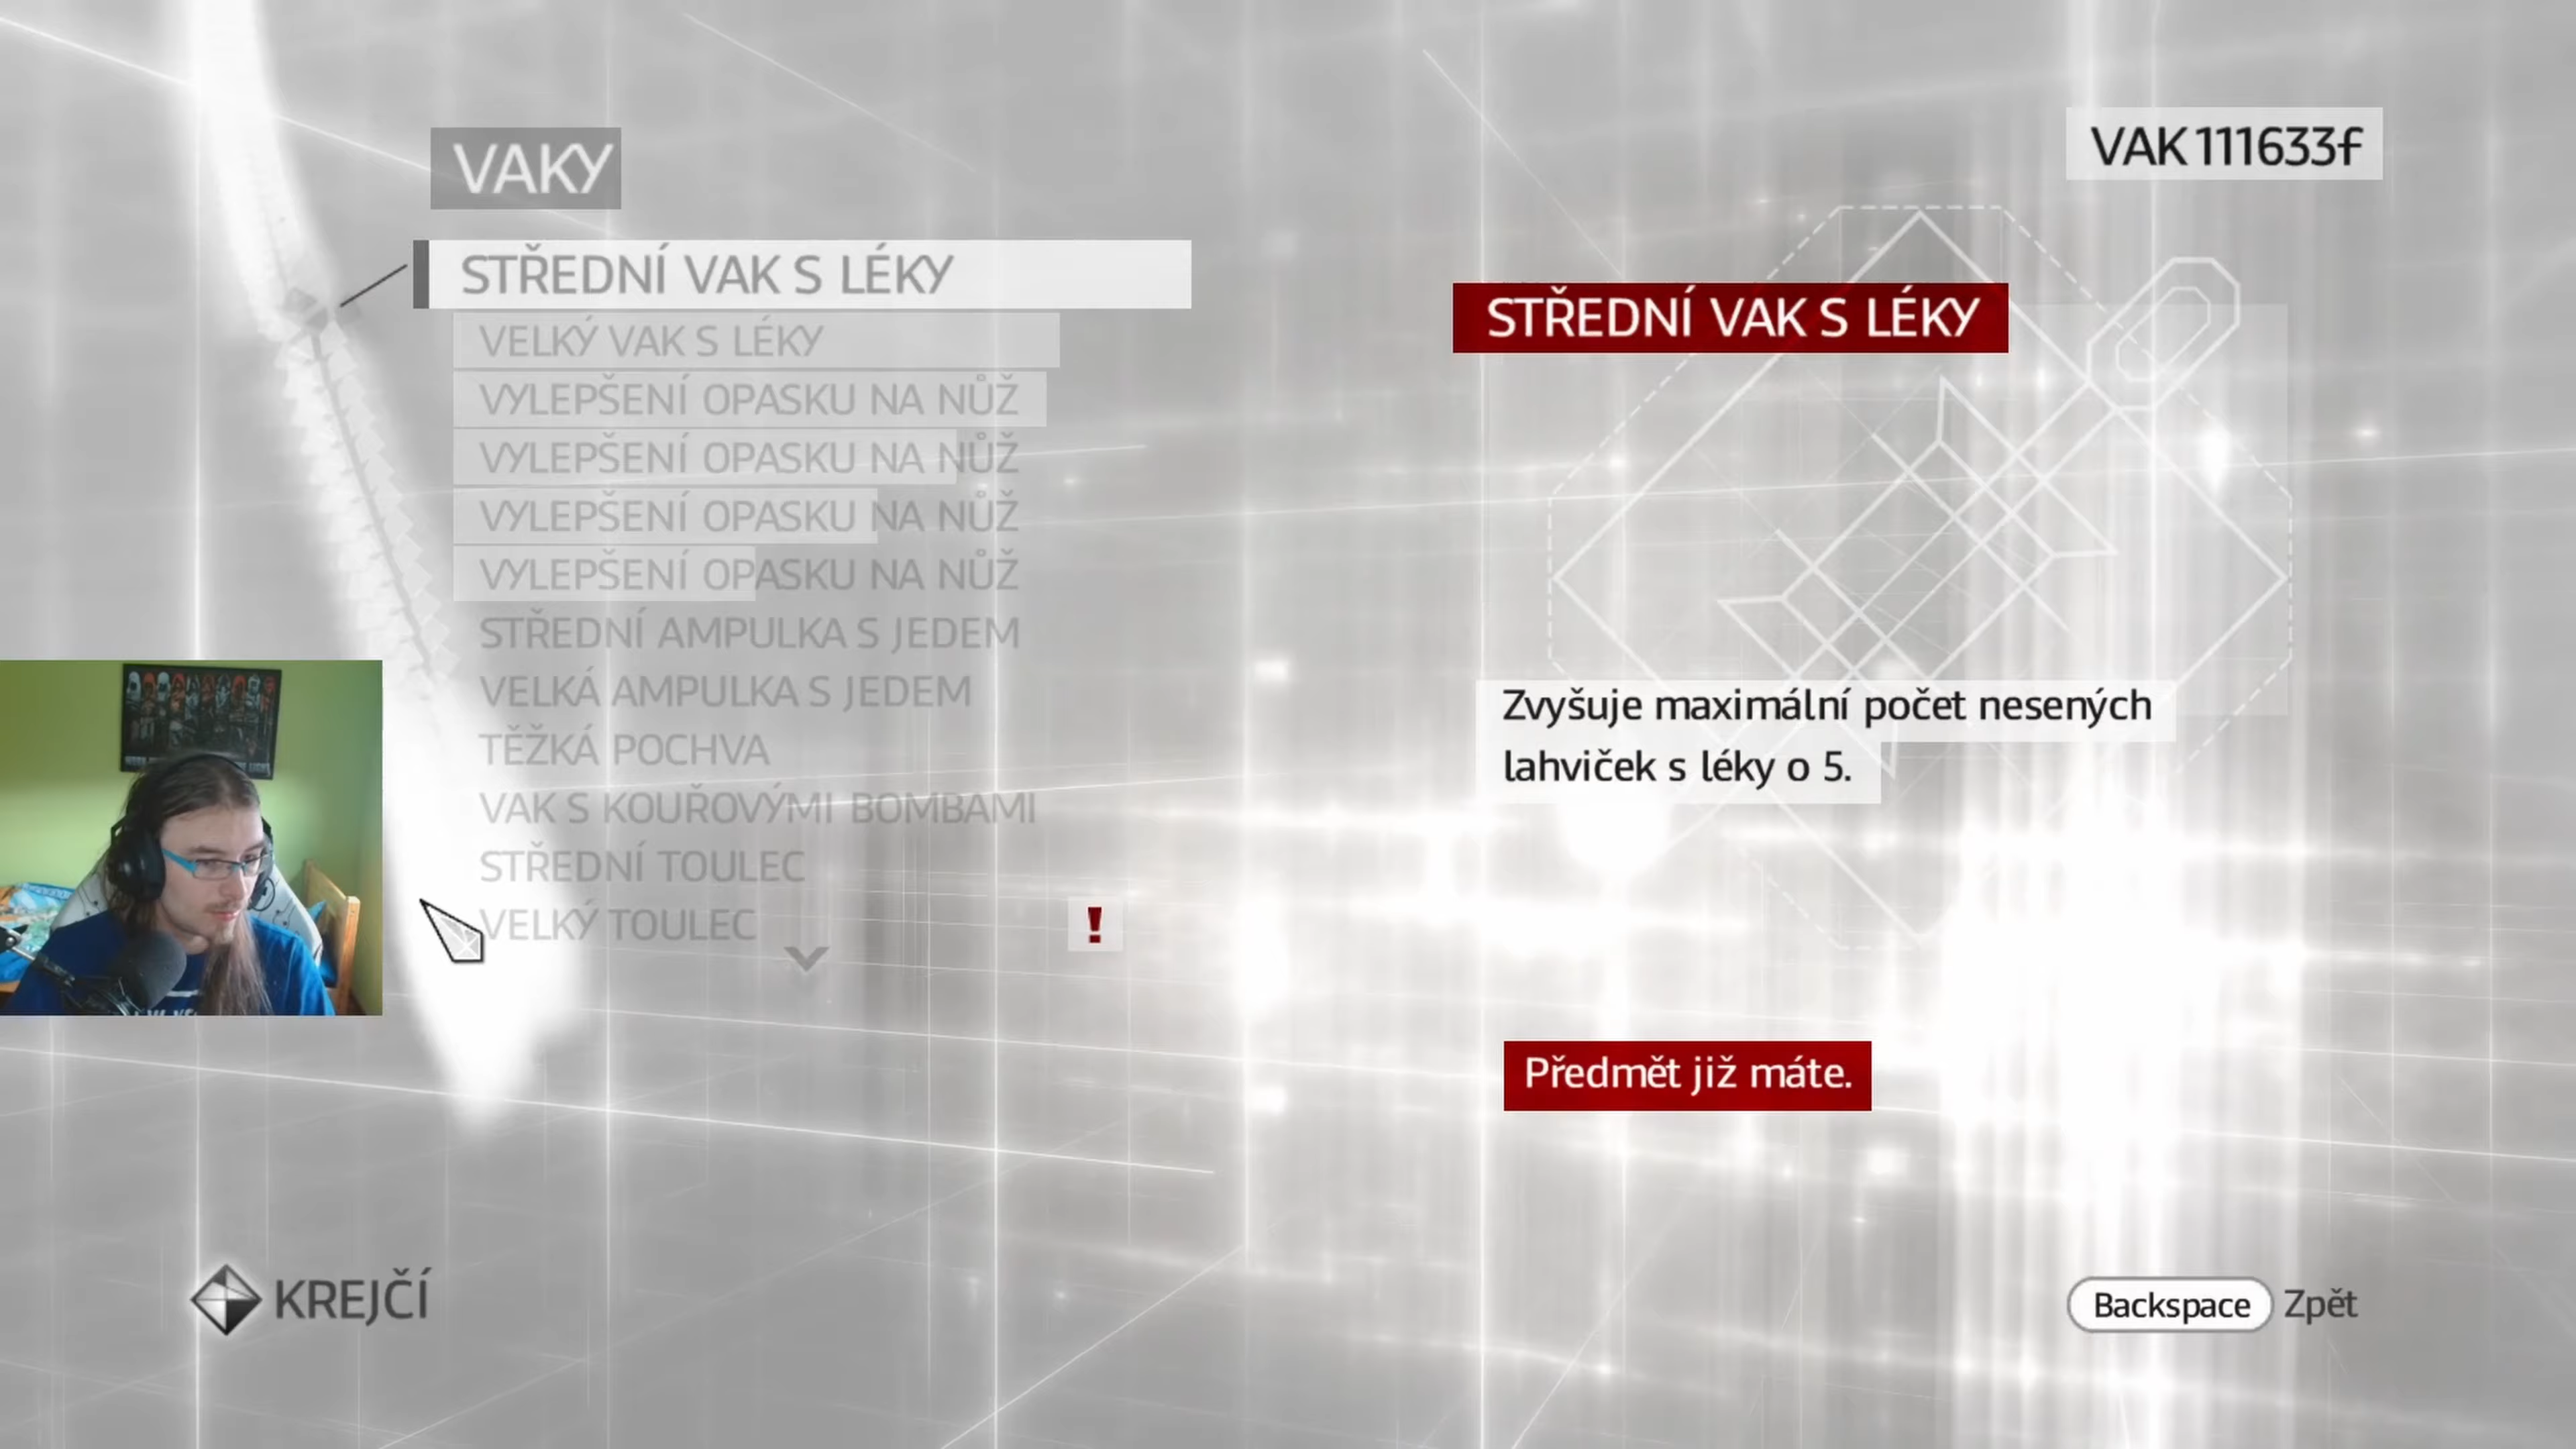 VAKY
VAK 111633f
STŘEDNÍ VAK S LÉKY
VELKÝ VAK S LÉKY
VYLEPŠENÍ OPASKU NA NŮŽ
VYLEPŠENÍ OPASKU NA NŮŽ
VYLEPŠENÍ OPASKU NA NŮŽ
VYLEPŠENÍ OPASKU NA NŮŽ
STŘEDNÍ AMPULKA S JEDEM
VELKÁ AMPULKA S JEDEM
TĚŽKÁ POCHVA
VAK S KOUŘOVÝMI BOMBAMI
STŘEDNÍ TOULEC
VELKÝ TOULEC
!
STŘEDNÍ VAK S LÉKY
Zvyšuje maximální počet nesených
lahviček s léky o 5.
Předmět již máte.
KREJČÍ
Backspace Zpět